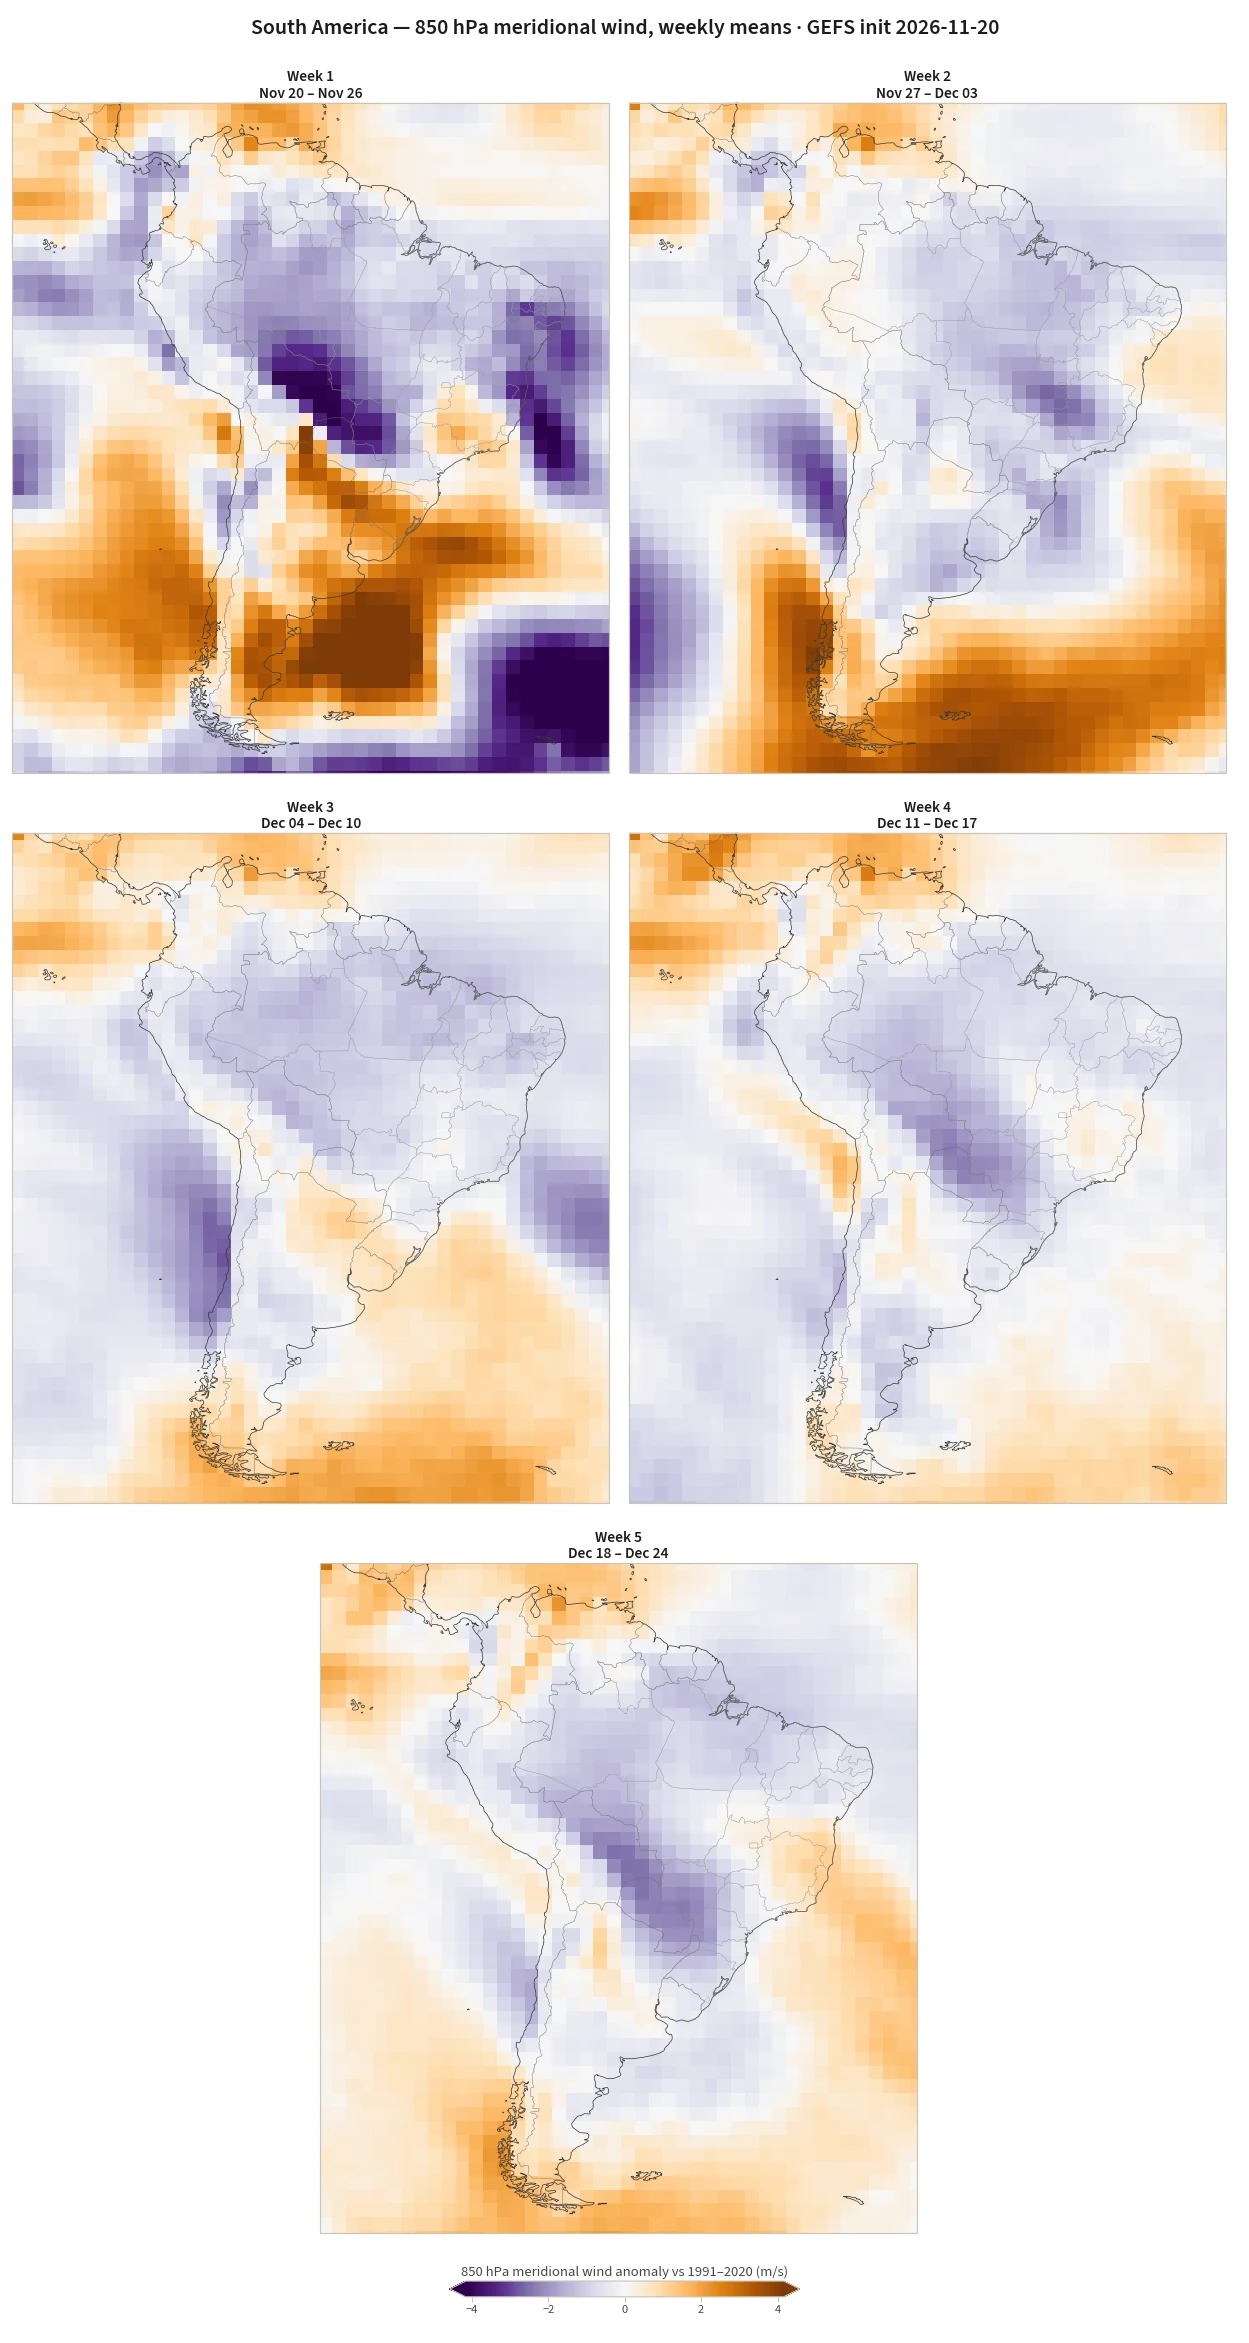 South America — 850 hPa meridional wind, weekly means · GEFS init 2026-11-20
Week 1
Nov 20 – Nov 26
Week 2
Nov 27 – Dec 03
Week 3
Dec 04 – Dec 10
Week 4
Dec 11 – Dec 17
Week 5
Dec 18 – Dec 24
850 hPa meridional wind anomaly vs 1991–2020 (m/s)
−4 −2 0 2 4